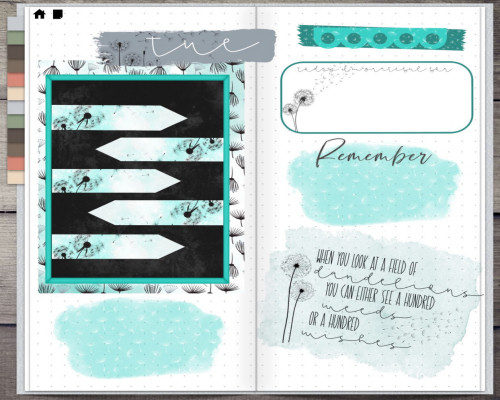 tue
Remember
WHEN YOU LOOK AT A FIELD OF
dandelions
YOU CAN EITHER SEE A HUNDRED
weeds
OR A HUNDRED
wishes